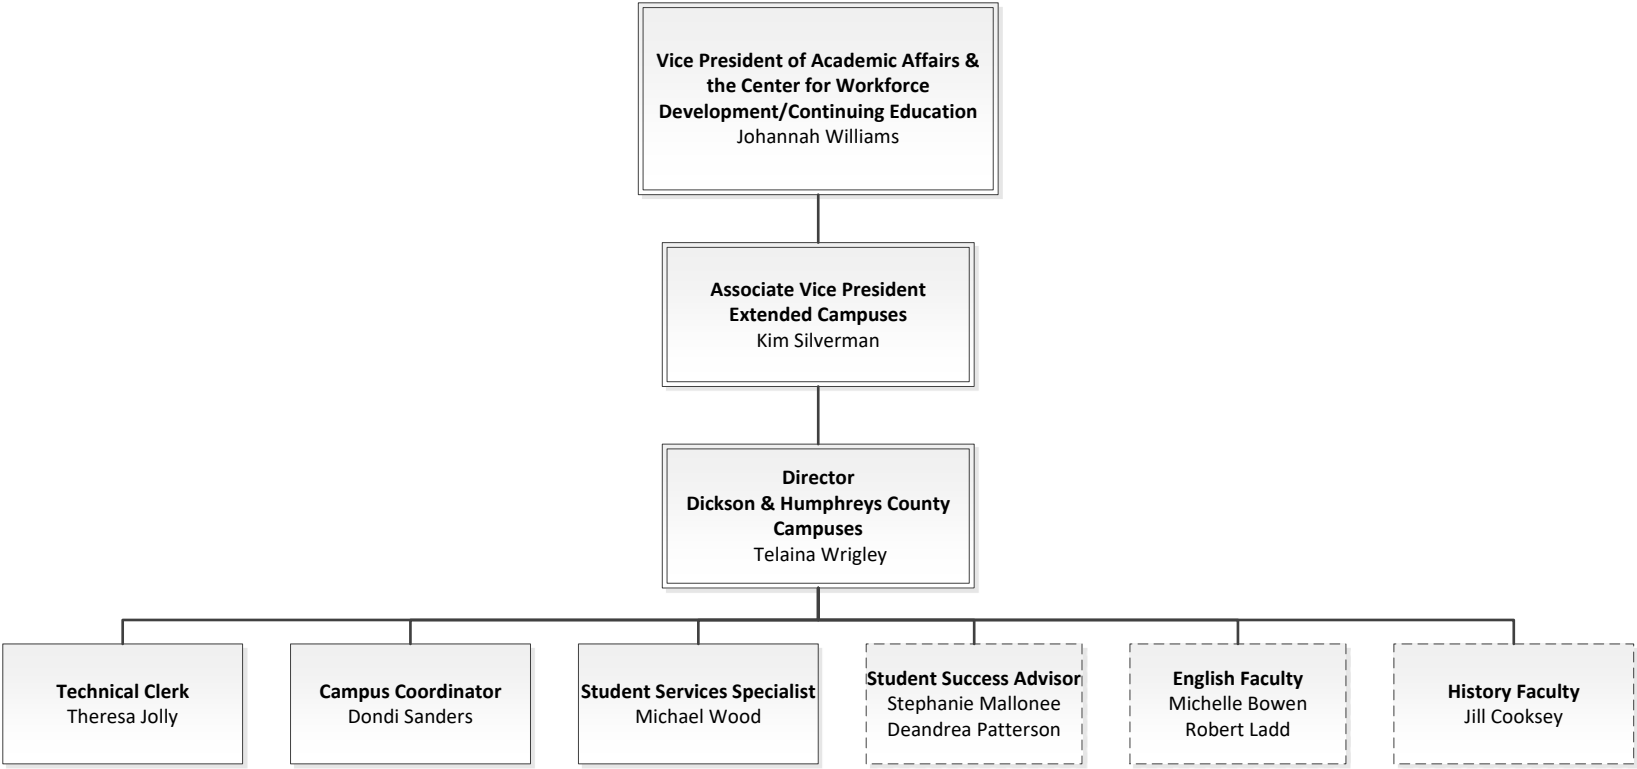 Vice President of Academic Affairs &
the Center for Workforce
Development/Continuing Education
Johannah Williams
Associate Vice President
Extended Campuses
Kim Silverman
Director
Dickson & Humphreys County
Campuses
Telaina Wrigley
Technical Clerk
Theresa Jolly
Campus Coordinator
Dondi Sanders
Student Services Specialist
Michael Wood
Student Success Advisor
Stephanie Mallonee
Deandrea Patterson
English Faculty
Michelle Bowen
Robert Ladd
History Faculty
Jill Cooksey